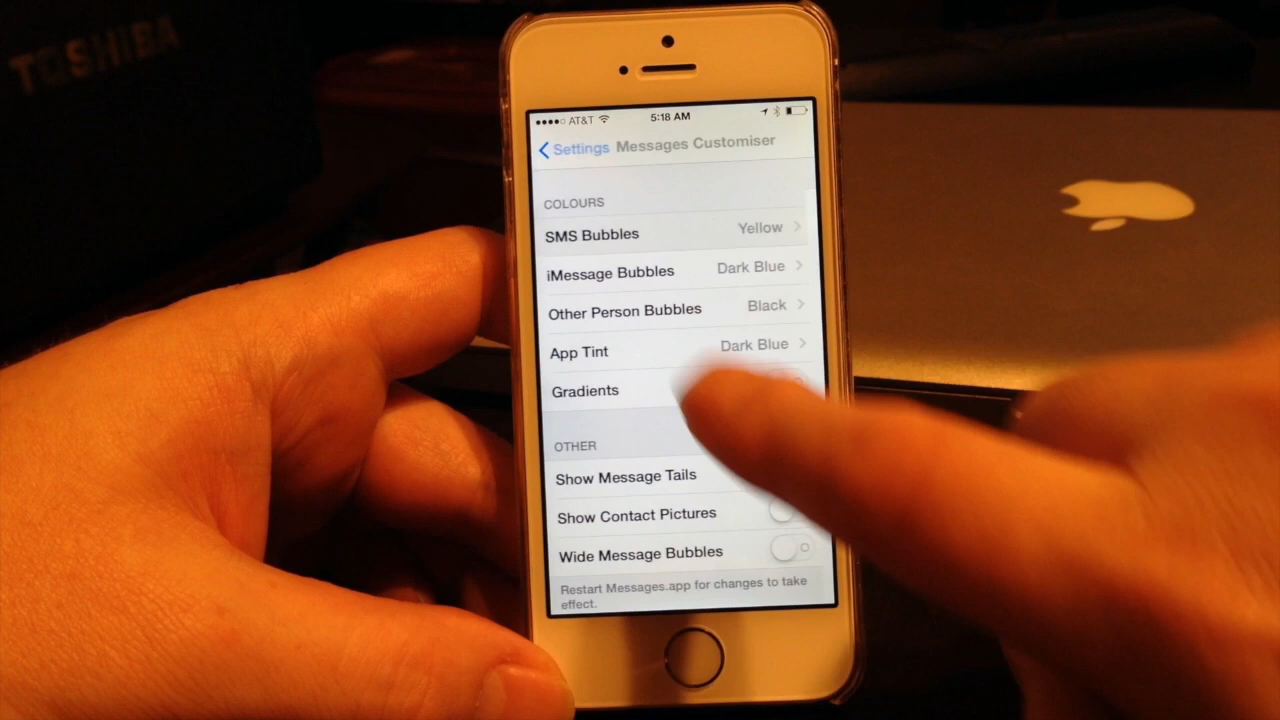 TOSHIBA
AT&T 5:18 AM
Settings Messages Customiser
COLOURS
SMS Bubbles Yellow
iMessage Bubbles Dark Blue
Other Person Bubbles Black
App Tint Dark Blue
Gradients
OTHER
Show Message Tails
Show Contact Pictures
Wide Message Bubbles
Restart Messages.app for changes to take
effect.